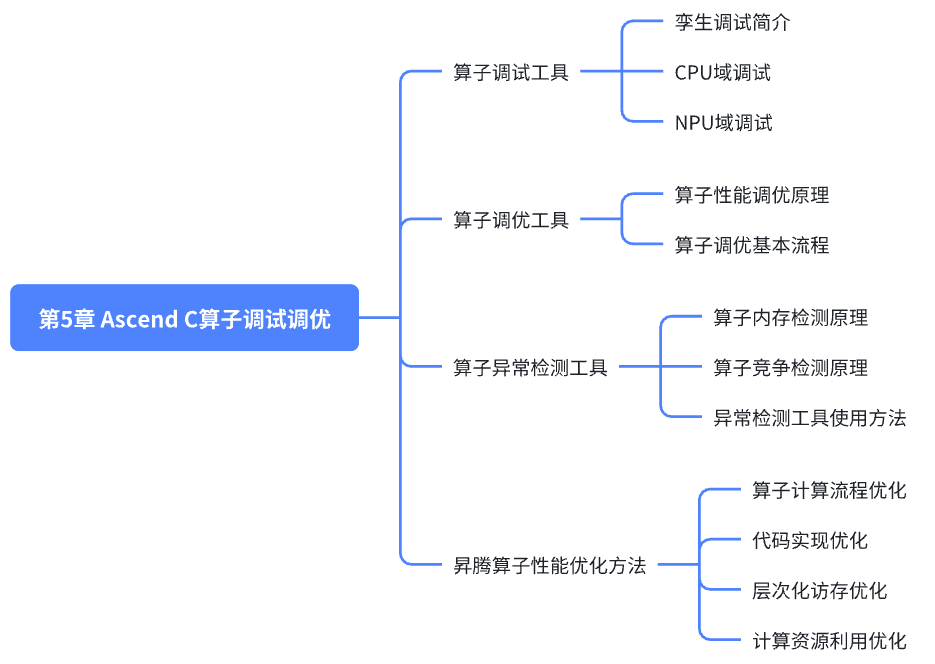 第5章 Ascend C算子调试调优
算子调试工具
孪生调试简介
CPU域调试
NPU域调试
算子调优工具
算子性能调优原理
算子调优基本流程
算子异常检测工具
算子内存检测原理
算子竞争检测原理
异常检测工具使用方法
昇腾算子性能优化方法
算子计算流程优化
代码实现优化
层次化访存优化
计算资源利用优化